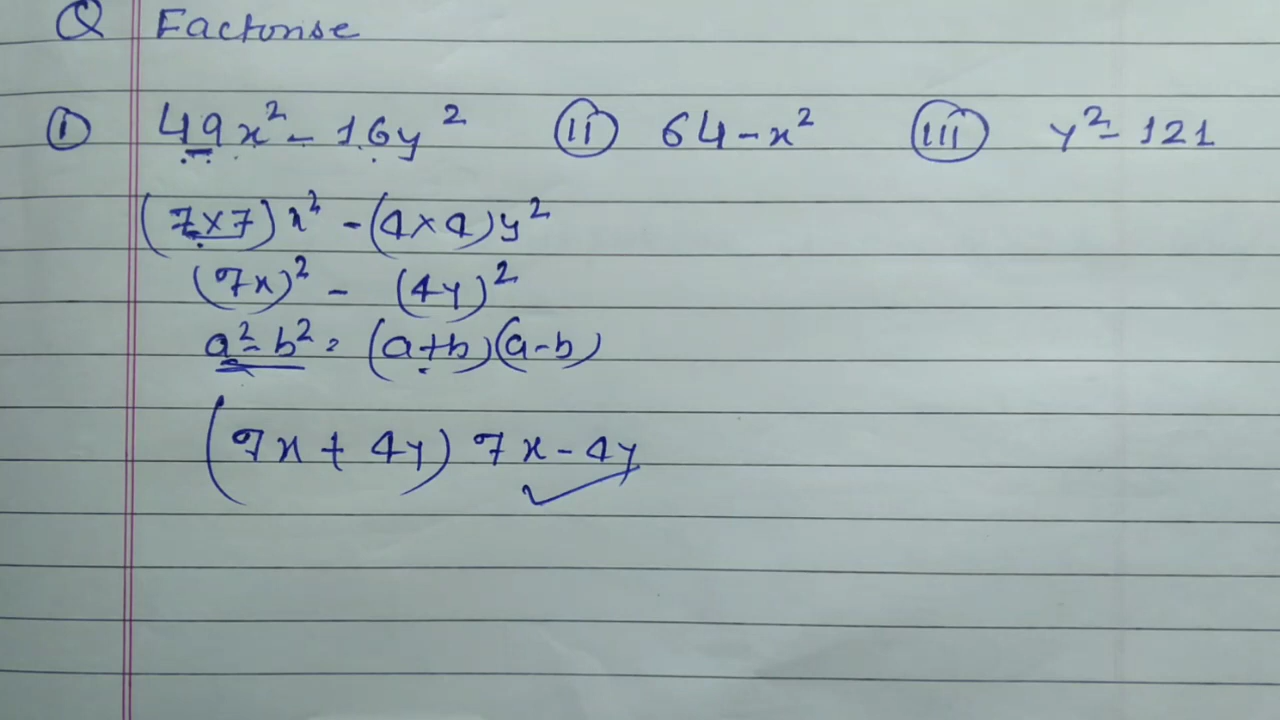 Q Factorise
(i) 49x² - 16y² (ii) 64 - x² (iii) y² - 121
(7×7)x² - (4×4)y²
(7x)² - (4y)²
a² - b² = (a+b)(a-b)
(7x + 4y) 7x - 4y